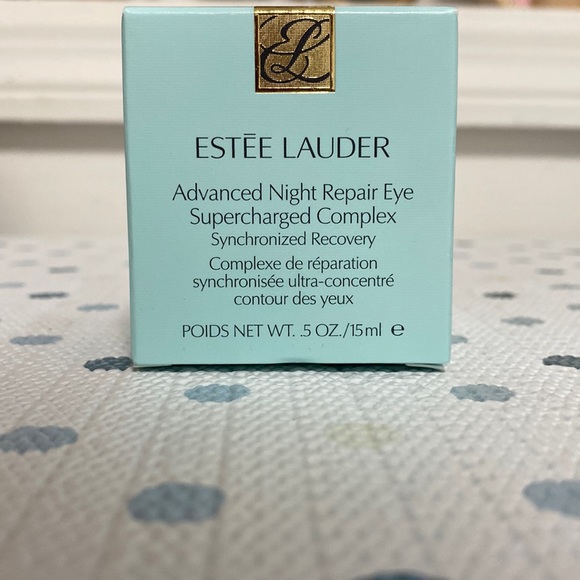 EL
ESTĒE LAUDER
Advanced Night Repair Eye
Supercharged Complex
Synchronized Recovery
Complexe de réparation
synchronisée ultra-concentré
contour des yeux
POIDS NET WT. .5 OZ./15ml e